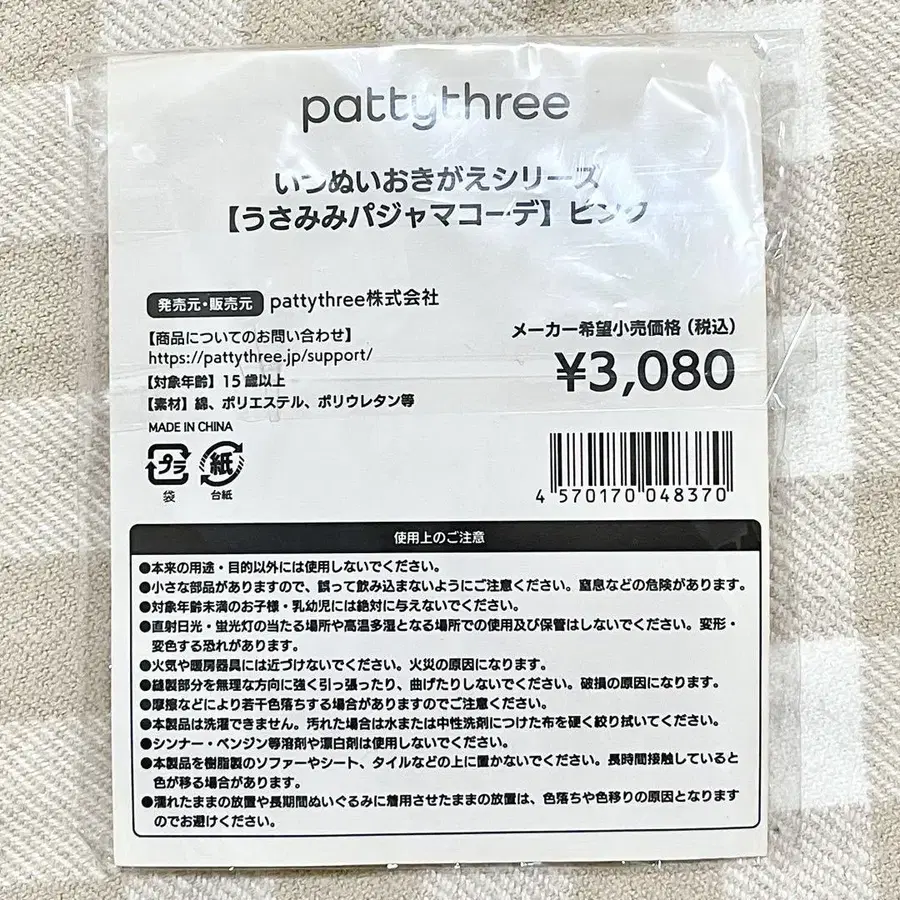 pattythree
いつぬいおきがえシリーズ
【うさみみパジャマコーデ】ピンク
発売元・販売元 pattythree株式会社
【商品についてのお問い合わせ】
https://pattythree.jp/support/
【対象年齢】15歳以上
【素材】綿、ポリエステル、ポリウレタン等
MADE IN CHINA
プラ
袋
紙
台紙
メーカー希望小売価格(税込)
¥3,080
4 570170 048370
使用上のご注意
●本来の用途・目的以外には使用しないでください。
●小さな部品がありますので、誤って飲み込まないようにご注意ください。窒息などの危険があります。
●対象年齢未満のお子様・乳幼児には絶対に与えないでください。
●直射日光・蛍光灯の当たる場所や高温多湿となる場所での使用及び保管はしないでください。変形・
変色する恐れがあります。
●火気や暖房器具には近づけないでください。火災の原因になります。
●縫製部分を無理な方向に強く引っ張ったり、曲げたりしないでください。破損の原因になります。
●摩擦などにより若干色落ちする場合がありますのでご注意ください。
●本製品は洗濯できません。汚れた場合は水または中性洗剤につけた布を硬く絞り拭いてください。
●シンナー・ベンジン等溶剤や漂白剤は使用しないでください。
●本製品を樹脂製のソファーやシート、タイルなどの上に置かないでください。長時間接触していると
色が移る場合があります。
●濡れたままの放置や長期間ぬいぐるみに着用させたままの放置は、色落ちや色移りの原因となります
のでお避けください。